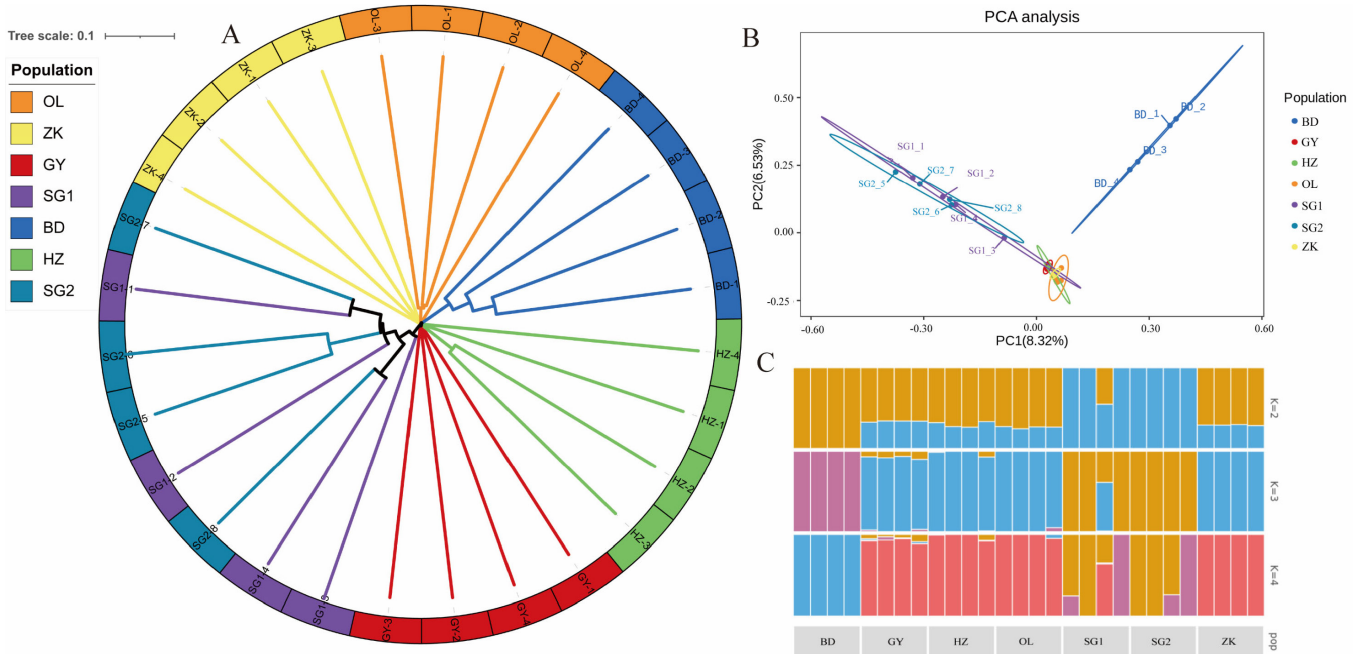 A
Tree scale: 0.1
Population
OL
ZK
GY
SG1
BD
HZ
SG2
OL-3
OL-1
OL-2
OL-4
BD-4
BD-3
BD-2
BD-1
HZ-4
HZ-1
HZ-2
HZ-3
GY-1
GY-4
GY-2
GY-3
SG1-3
SG1-4
SG2-8
SG1-2
SG2-5
SG2-6
SG1-1
SG2-7
ZK-4
ZK-2
ZK-1
ZK-3
B
PCA analysis
PC2(6.53%)
0.50
0.25
0.00
-0.25
-0.60
-0.30
0.00
0.30
0.60
PC1(8.32%)
BD_1
BD_2
BD_3
BD_4
SG1_1
SG2_7
SG2_5
SG1_2
SG2_8
SG2_6
SG1_4
SG1_3
Population
BD
GY
HZ
OL
SG1
SG2
ZK
C
K=2
K=3
K=4
BD
GY
HZ
OL
SG1
SG2
ZK
pop